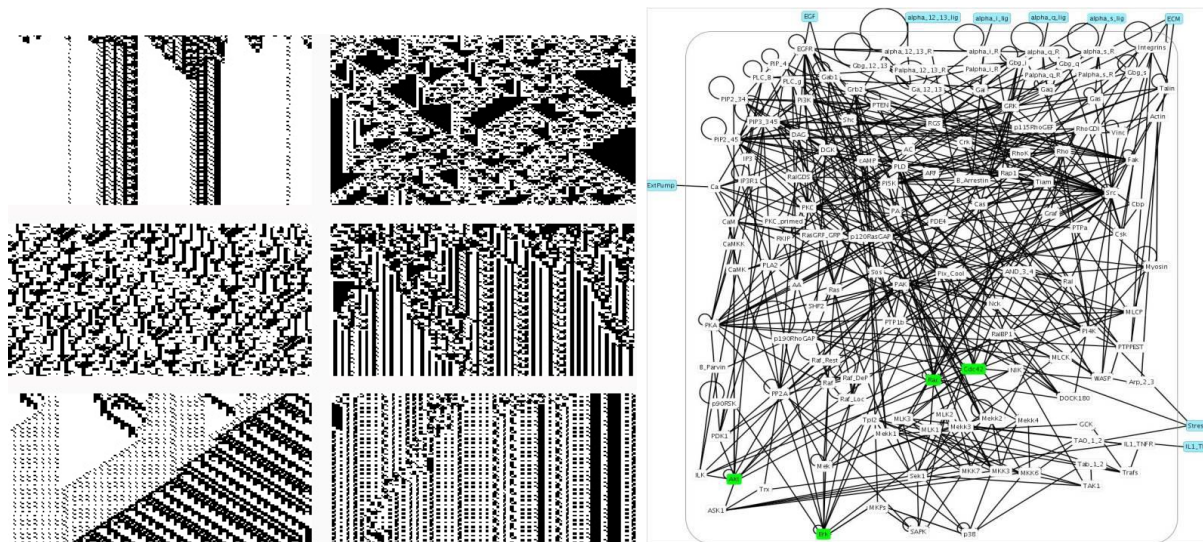 EGF alpha_12_13_lig alpha_i_lig alpha_q_lig alpha_s_lig ECM
EGFR alpha_12_13_R alpha_i_R alpha_q_R alpha_s_R Integrins
PIP_4 Gbg_12_13 Gbg_i Gbg_q
PLC_B PLC_g Gab1 Palpha_12_13_R Palpha_i_R Palpha_q_R Palpha_s_R Gbg_s Talin
Grb2 Ga_12_13 Gai Gaq
PIP2_34 PI3K PTEN GRK Gas Actin
PIP3_345 Shc RGS p115RhoGEF RhoGDI Vinc
PIP2_45 DAG DGK AC Crk RhoK Rho Fak
IP3 cAMP PLD
IP3R1 RalGDS PI5K ARF B_Arrestin Rap1 Tiam
ExtPump Ca Src
PKC PA Cas Graf Cbp
CaM PKC_primed PDE4 PTPa
RasGRF_GRP p120RasGAP Csk
CaMKK RKIP
CaMK PLA2 Sos Pix_Cool AND_3_4 Myosin
AA Ras PAK Ral
SHP2 Nck MLCP
PKA PTP1b RalBP1 PI4K
p190RhoGAP PTPPEST
B_Parvin Raf_Rest MLCK
Raf Raf_DeP Rac Cdc42 NIK WASP Arp_2_3
p90RSK PP2A Raf_Loc DOCK180
MLK3 MLK2 Mekk2 Mekk4 GCK Stres
PDK1 Tpl2 Mekk1 MLK1 Mekk3 TAO_1_2 IL1_TNFR
Mek Tab_1_2
ILK Akt Sek1 MKK7 MKK3 MKK6 Trafs
Trx TAK1
ASK1 MKPs
Erk SAPK p38